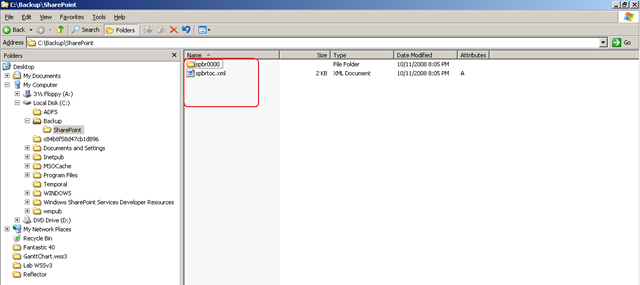 C:\Backup\SharePoint
File Edit View Favorites Tools Help
Back Search Folders
Address C:\Backup\SharePoint Go
Folders
Name Size Type Date Modified Attributes
Desktop
My Documents
My Computer
3½ Floppy (A:)
Local Disk (C:)
ADFS
Backup
SharePoint
c84b8f58d47cb1d896
Documents and Settings
Inetpub
MSOCache
Program Files
Temporal
WINDOWS
Windows SharePoint Services Developer Resources
wmpub
DVD Drive (D:)
My Network Places
Recycle Bin
Fantastic 40
GanttChart.wss3
Lab WSSv3
Reflector
spbr0000 File Folder 10/11/2008 8:05 PM
spbrtoc.xml 2 KB XML Document 10/11/2008 8:05 PM A